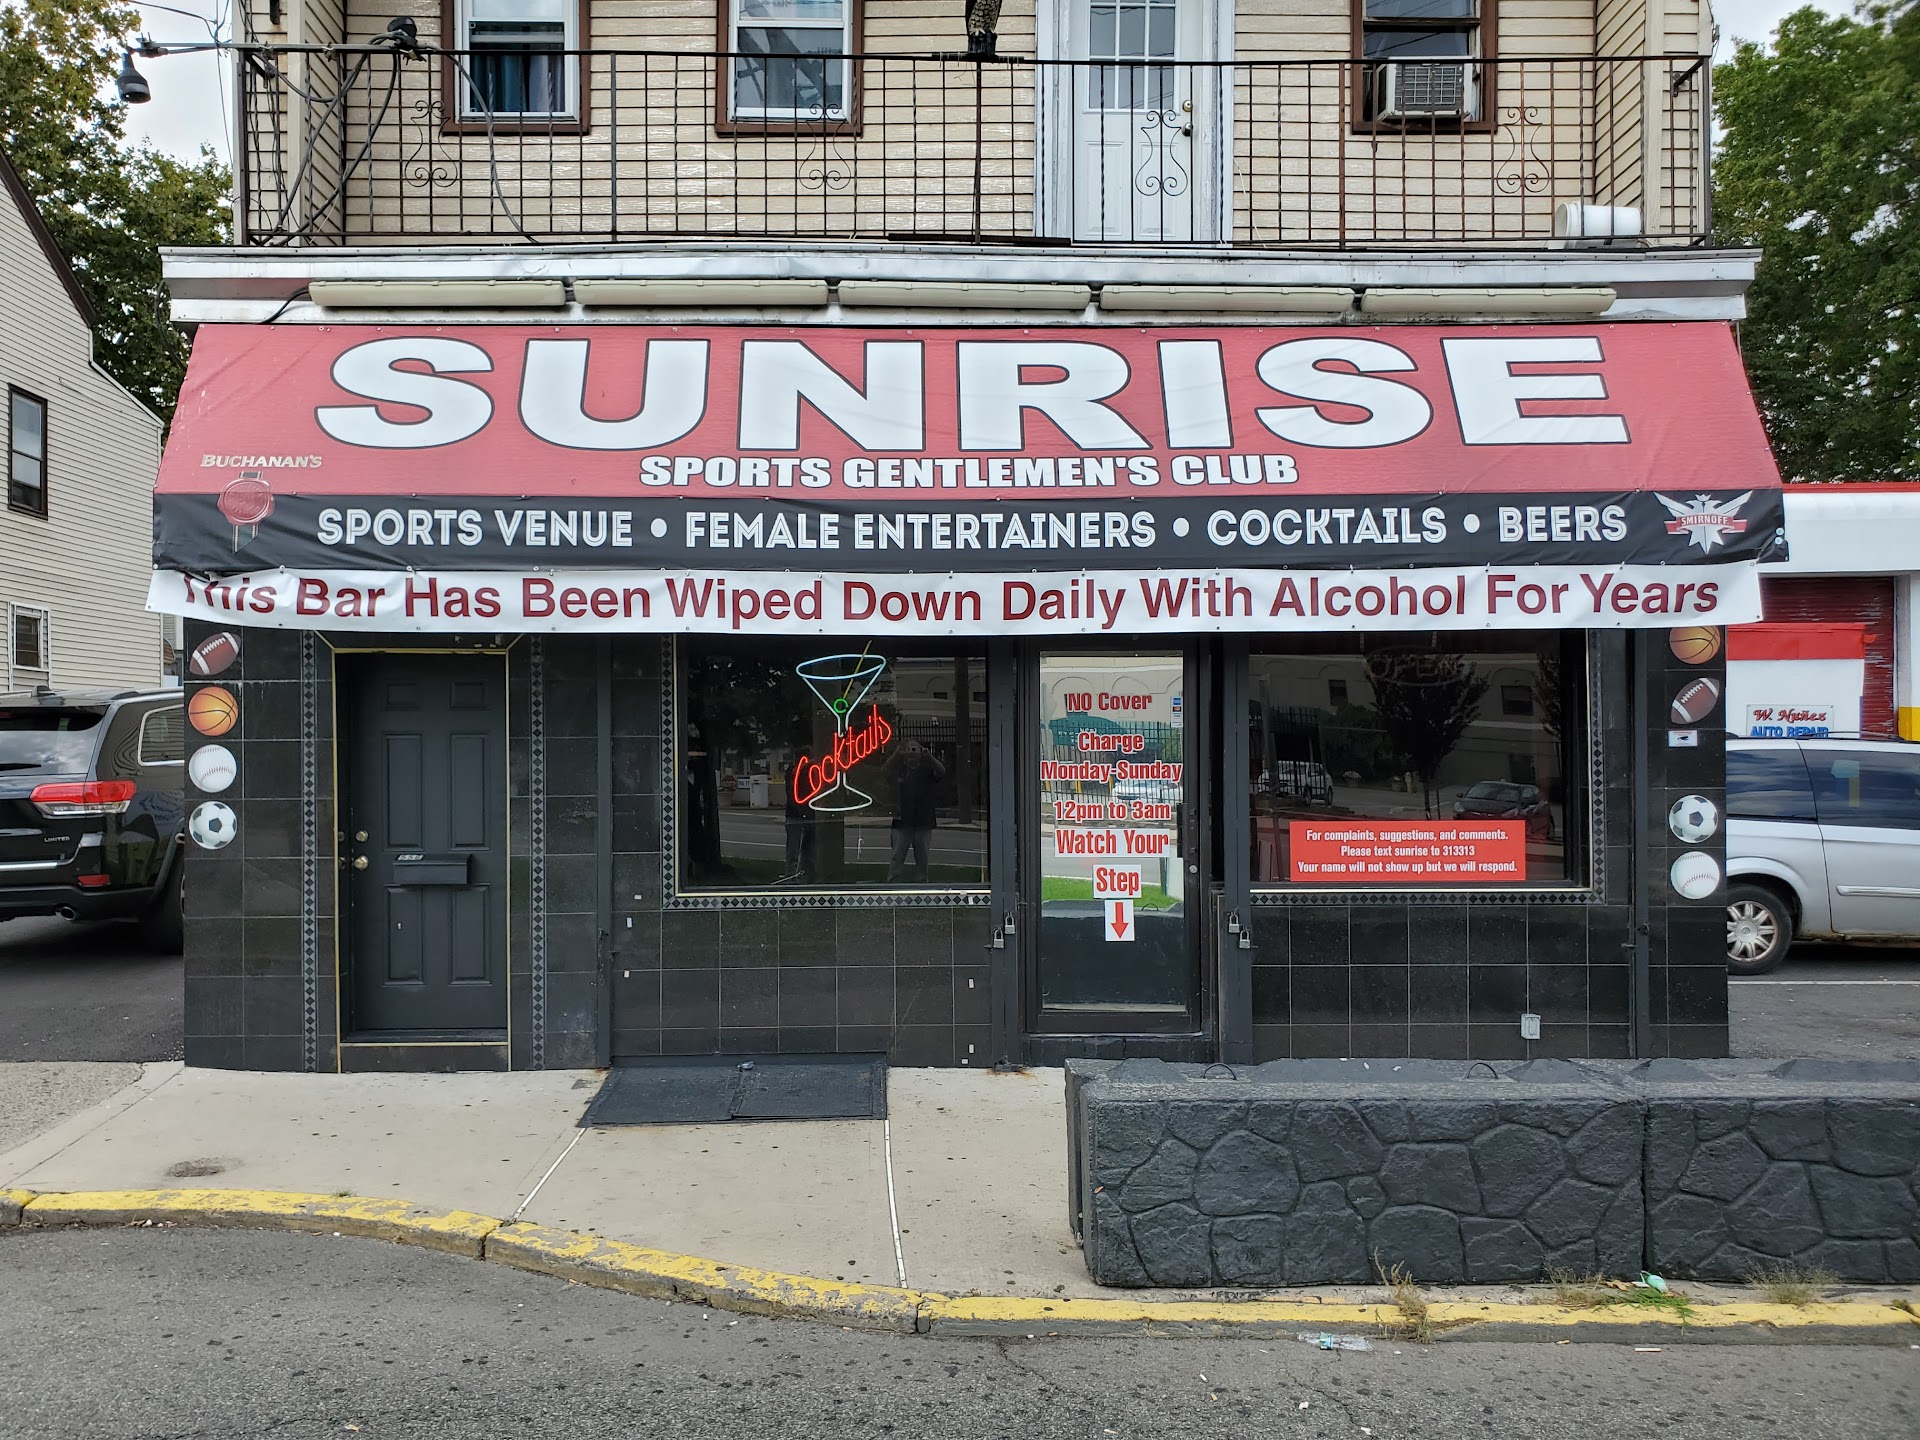 SUNRISE
BUCHANAN'S
SPORTS GENTLEMEN'S CLUB
SPORTS VENUE • FEMALE ENTERTAINERS • COCKTAILS • BEERS
SMIRNOFF
This Bar Has Been Wiped Down Daily With Alcohol For Years
OPEN
Cocktails
NO Cover
Charge
Monday-Sunday
12pm to 3am
Watch Your
Step
For complaints, suggestions, and comments.
Please text sunrise to 313313
Your name will not show up but we will respond.
W. Nuñez
AUTO REPAIR
LIMITED
556